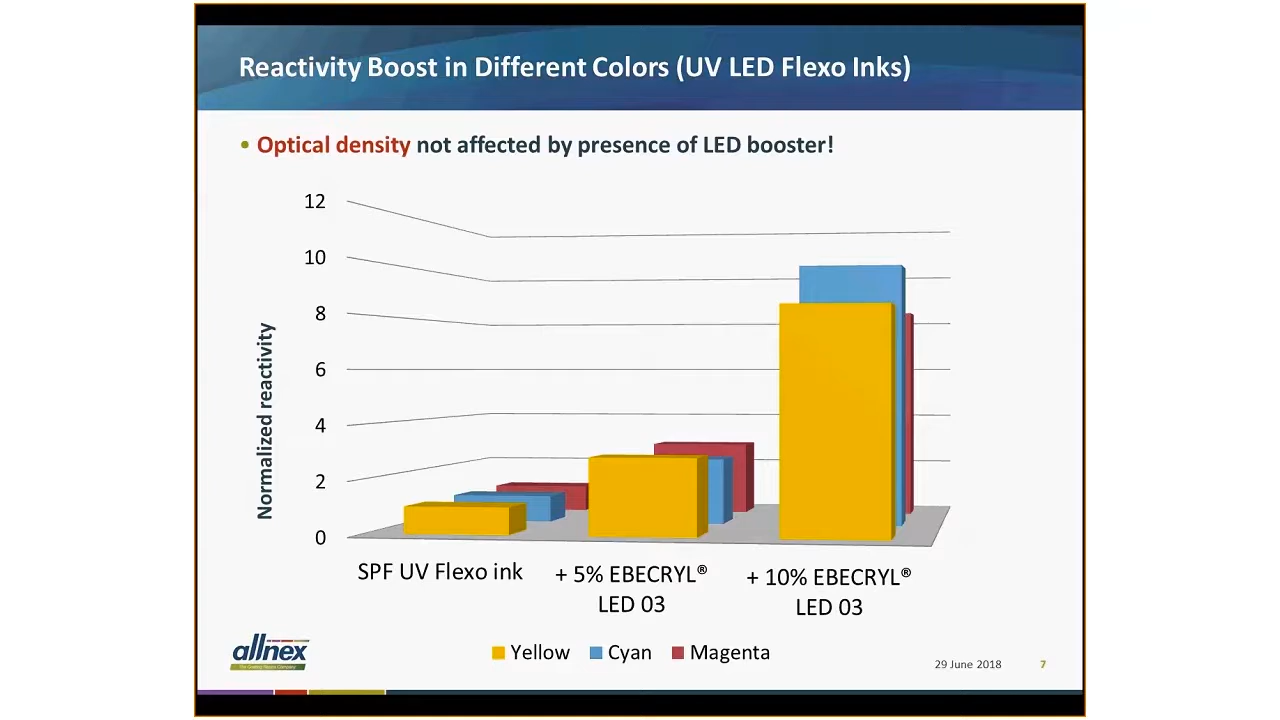 Reactivity Boost in Different Colors (UV LED Flexo Inks)
• Optical density not affected by presence of LED booster!
12
10
8
6
4
2
0
Normalized reactivity
SPF UV Flexo ink
+ 5% EBECRYL®
LED 03
+ 10% EBECRYL®
LED 03
Yellow
Cyan
Magenta
allnex
29 June 2018
7